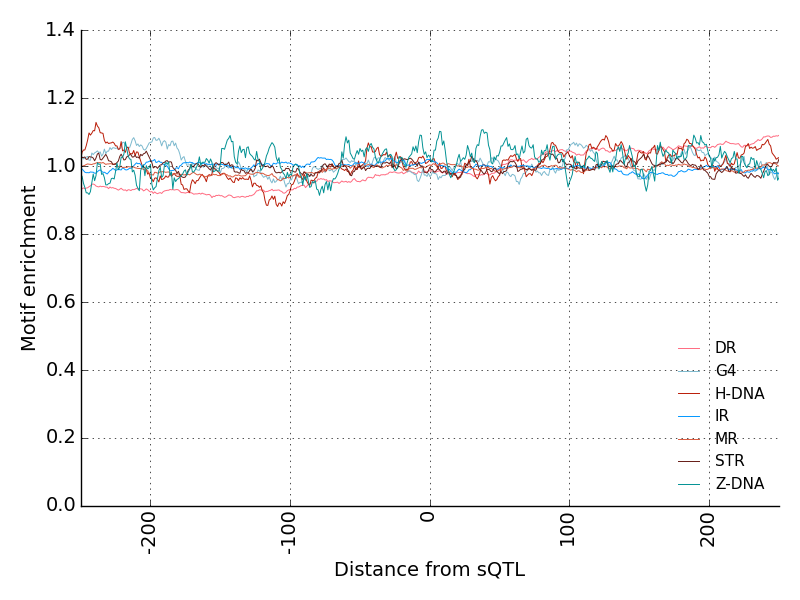 1.4
1.2
1.0
0.8
0.6
0.4
0.2
0.0
Motif enrichment
DR
G4
H-DNA
IR
MR
STR
Z-DNA
-200
-100
0
100
200
Distance from sQTL